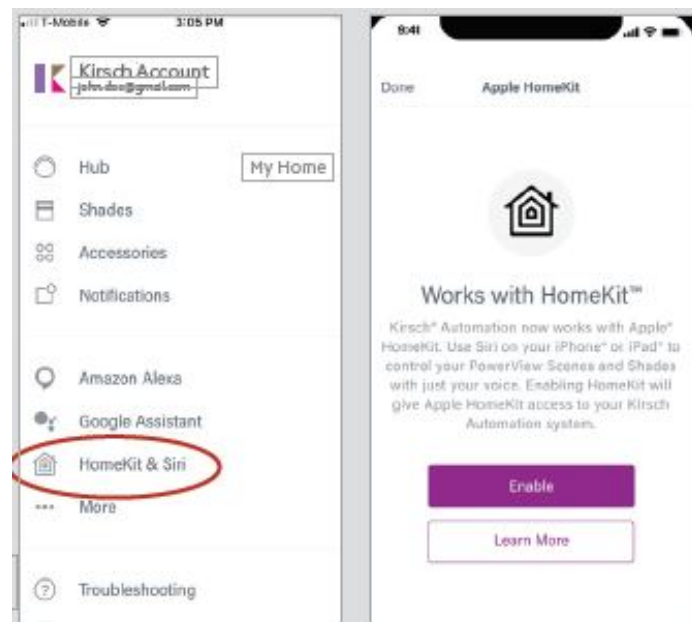 T-Mobile 3:05 PM
Kirsch Account
john.doe@gmail.com
Hub My Home
Shades
Accessories
Notifications
Amazon Alexa
Google Assistant
HomeKit & Siri
More
Troubleshooting
9:41
Done Apple HomeKit
Works with HomeKit™
Kirsch® Automation now works with Apple®
HomeKit. Use Siri on your iPhone® or iPad® to
control your PowerView Scenes and Shades
with just your voice. Enabling HomeKit will
give Apple HomeKit access to your Kirsch
Automation system.
Enable
Learn More